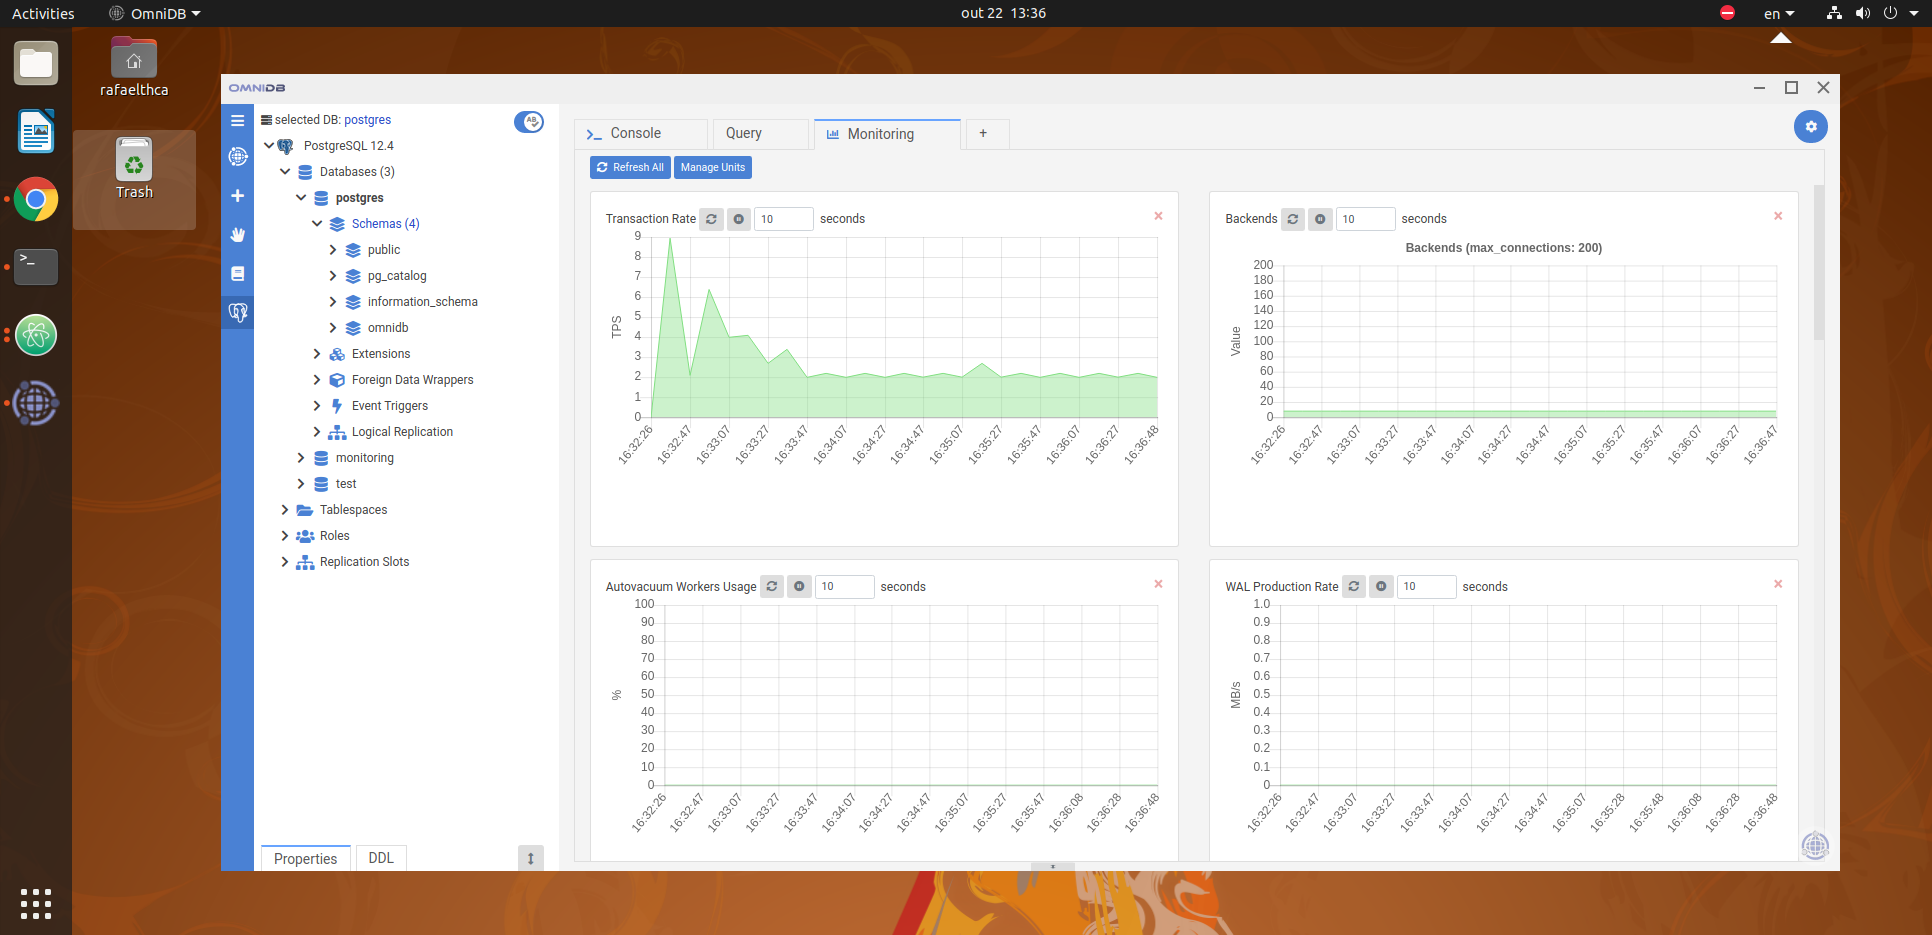 Activities
OmniDB
out 22 13:36
en
rafaelthca
Trash
OMNIDB
selected DB: postgres
AB
PostgreSQL 12.4
Databases (3)
postgres
Schemas (4)
public
pg_catalog
information_schema
omnidb
Extensions
Foreign Data Wrappers
Event Triggers
Logical Replication
monitoring
test
Tablespaces
Roles
Replication Slots
Properties
DDL
>_ Console
Query
Monitoring
+
Refresh All
Manage Units
Transaction Rate 10 seconds
TPS
9
8
7
6
5
4
3
2
1
0
16:32:26 16:32:47 16:33:07 16:33:27 16:33:47 16:34:07 16:34:27 16:34:47 16:35:07 16:35:27 16:35:47 16:36:07 16:36:27 16:36:48
Backends 10 seconds
Backends (max_connections: 200)
Value
200
180
160
140
120
100
80
60
40
20
0
16:32:26 16:32:47 16:33:07 16:33:27 16:33:47 16:34:07 16:34:27 16:34:47 16:35:07 16:35:27 16:35:47 16:36:07 16:36:27 16:36:47
Autovacuum Workers Usage 10 seconds
%
100
90
80
70
60
50
40
30
20
10
0
16:32:26 16:32:47 16:33:07 16:33:27 16:33:47 16:34:07 16:34:27 16:34:47 16:35:07 16:35:27 16:35:47 16:36:08 16:36:28 16:36:48
WAL Production Rate 10 seconds
MB/s
1.0
0.9
0.8
0.7
0.6
0.5
0.4
0.3
0.2
0.1
0
16:32:26 16:32:47 16:33:07 16:33:27 16:33:47 16:34:07 16:34:27 16:34:47 16:35:07 16:35:28 16:35:48 16:36:08 16:36:28 16:36:48